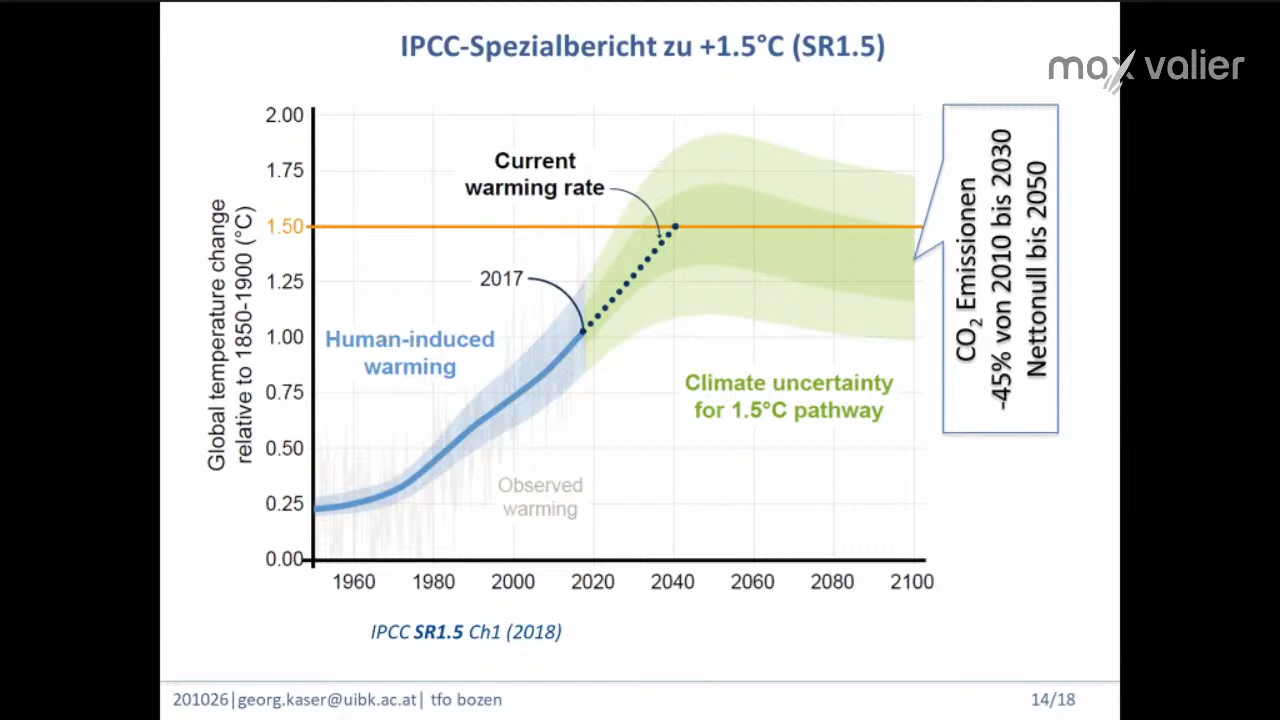 IPCC-Spezialbericht zu +1.5°C (SR1.5)
max valier
2.00
1.75
1.50
1.25
1.00
0.75
0.50
0.25
0.00
Global temperature change
relative to 1850-1900 (°C)
Current
warming rate
2017
Human-induced
warming
Climate uncertainty
for 1.5°C pathway
Observed
warming
CO₂ Emissionen
-45% von 2010 bis 2030
Nettonull bis 2050
1960 1980 2000 2020 2040 2060 2080 2100
IPCC SR1.5 Ch1 (2018)
201026|georg.kaser@uibk.ac.at| tfo bozen
14/18